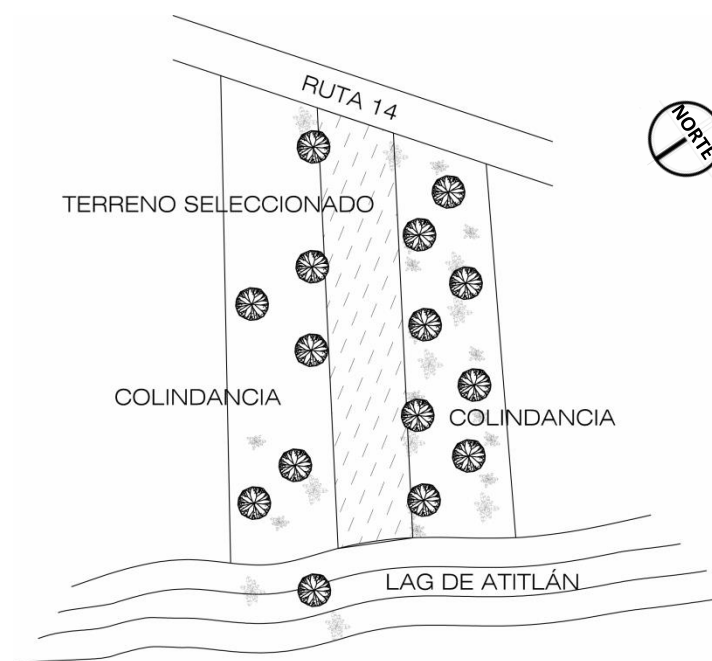 RUTA 14
NORTE
TERRENO SELECCIONADO
COLINDANCIA
COLINDANCIA
LAG DE ATITLÁN